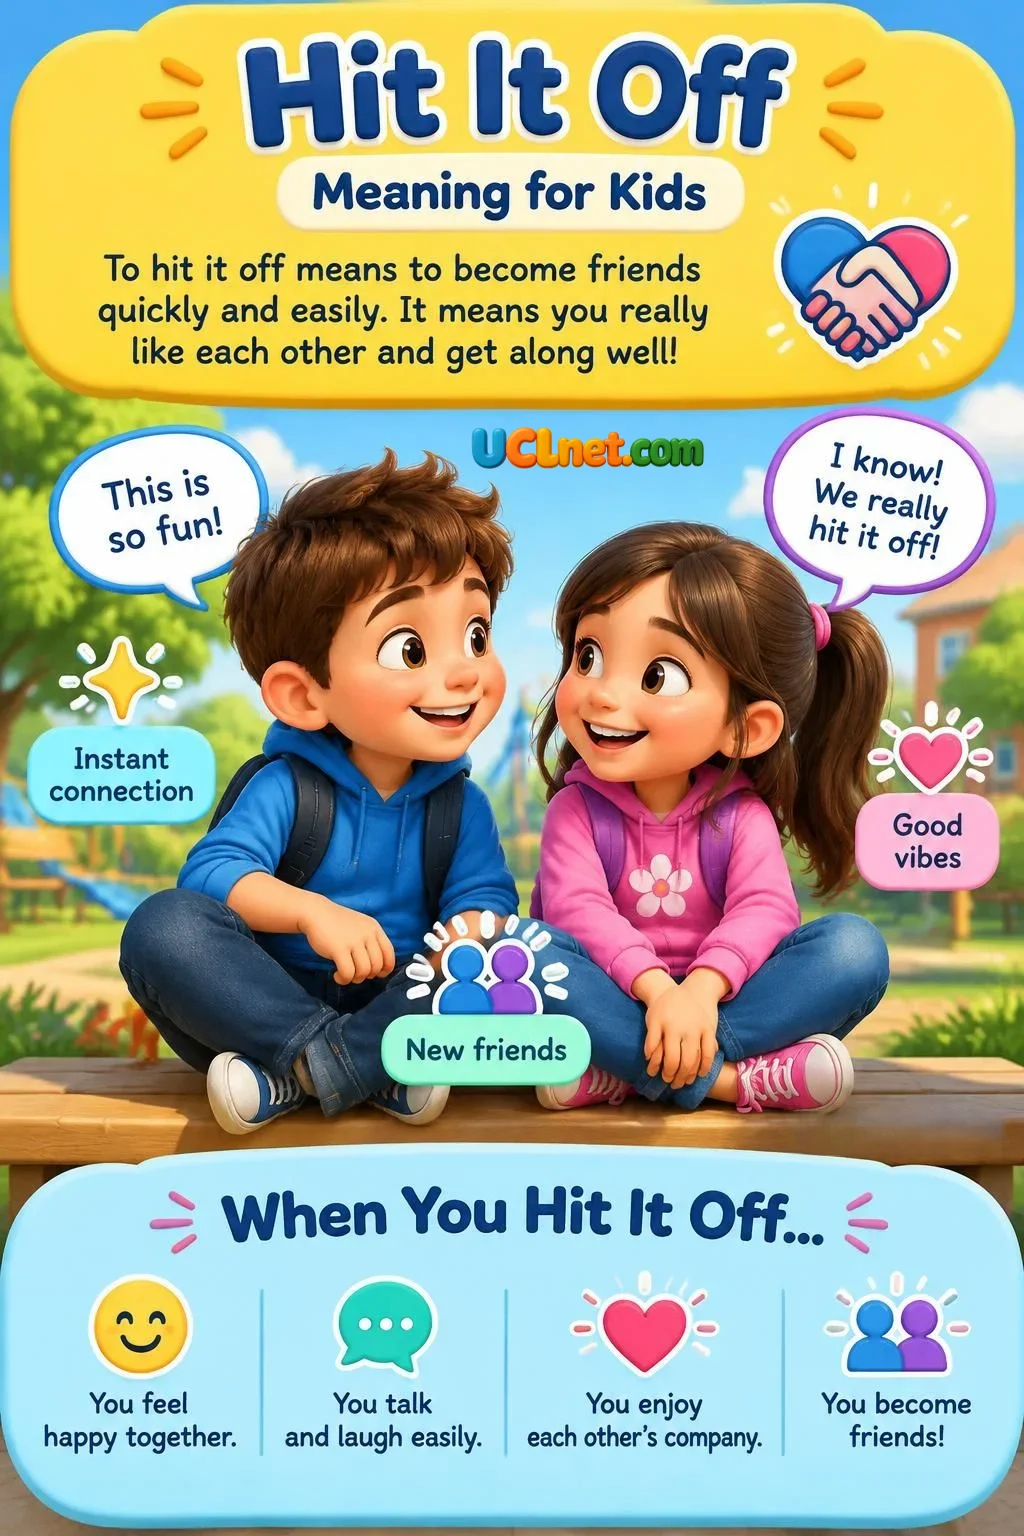 Hit It Off
Meaning for Kids
To hit it off means to become friends
quickly and easily. It means you really
like each other and get along well!
UCLnet.com
This is
so fun!
I know!
We really
hit it off!
Instant
connection
Good
vibes
New friends
When You Hit It Off...
You feel
happy together.
You talk
and laugh easily.
You enjoy
each other's company.
You become
friends!